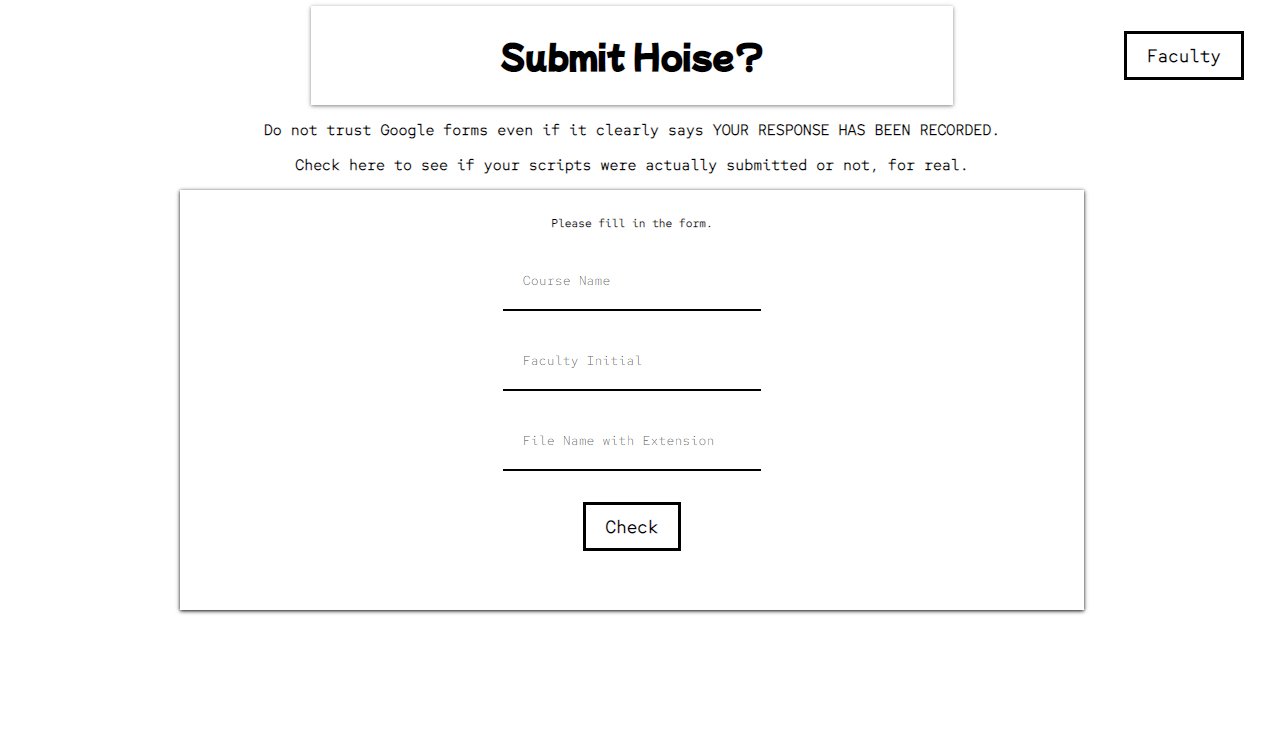 Submit Hoise?
Faculty
Do not trust Google forms even if it clearly says YOUR RESPONSE HAS BEEN RECORDED.
Check here to see if your scripts were actually submitted or not, for real.
Please fill in the form.
Course Name
Faculty Initial
File Name with Extension
Check